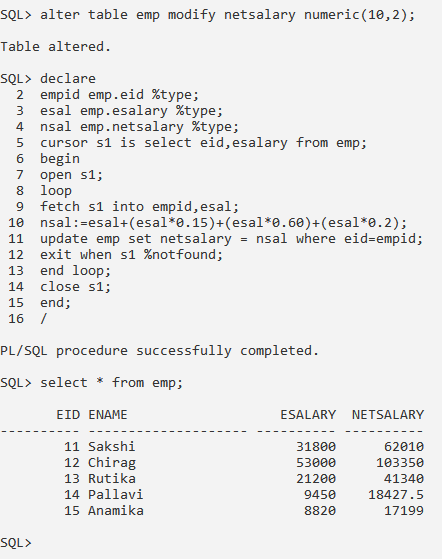 SQL> alter table emp modify netsalary numeric(10,2);
Table altered.
SQL> declare
2 empid emp.eid %type;
3 esal emp.esalary %type;
4 nsal emp.netsalary %type;
5 cursor s1 is select eid,esalary from emp;
6 begin
7 open s1;
8 loop
9 fetch s1 into empid,esal;
10 nsal:=esal+(esal*0.15)+(esal*0.60)+(esal*0.2);
11 update emp set netsalary = nsal where eid=empid;
12 exit when s1 %notfound;
13 end loop;
14 close s1;
15 end;
16 /
PL/SQL procedure successfully completed.
SQL> select * from emp;
EID ENAME ESALARY NETSALARY
---------- -------------------- ---------- ----------
11 Sakshi 31800 62010
12 Chirag 53000 103350
13 Rutika 21200 41340
14 Pallavi 9450 18427.5
15 Anamika 8820 17199
SQL>